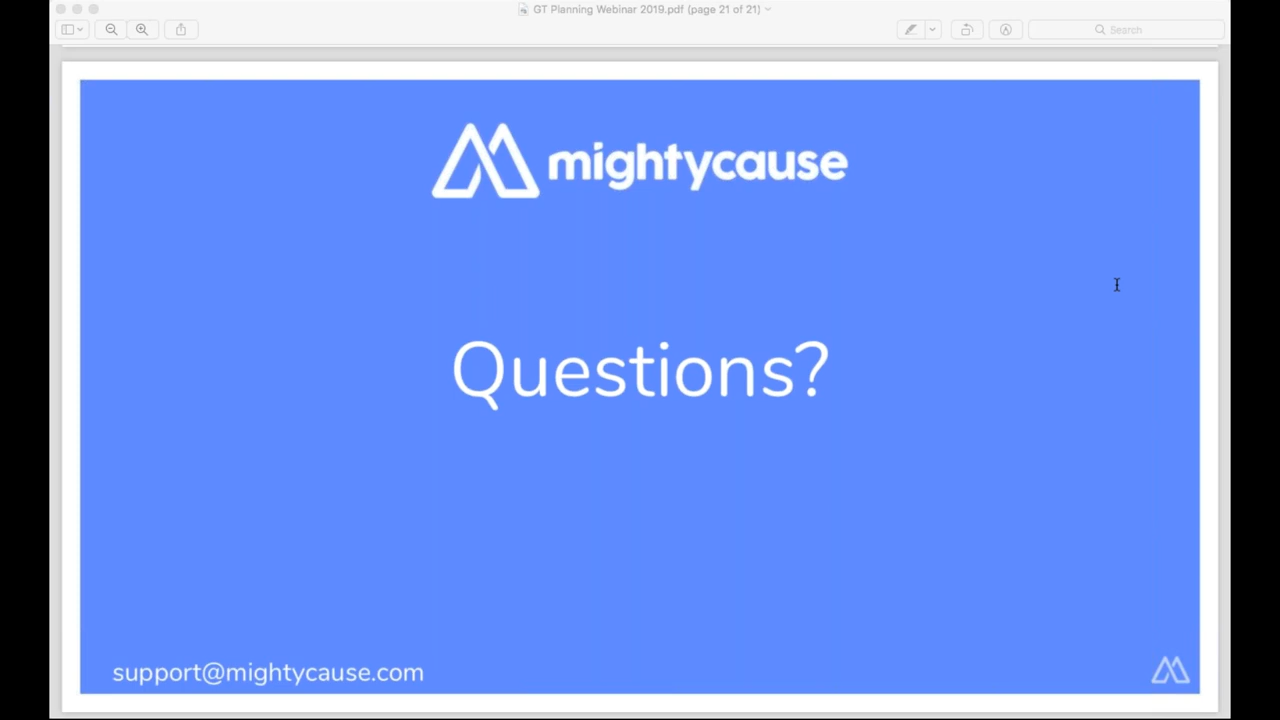 GT Planning Webinar 2019.pdf (page 21 of 21)
Search
mightycause
Questions?
support@mightycause.com